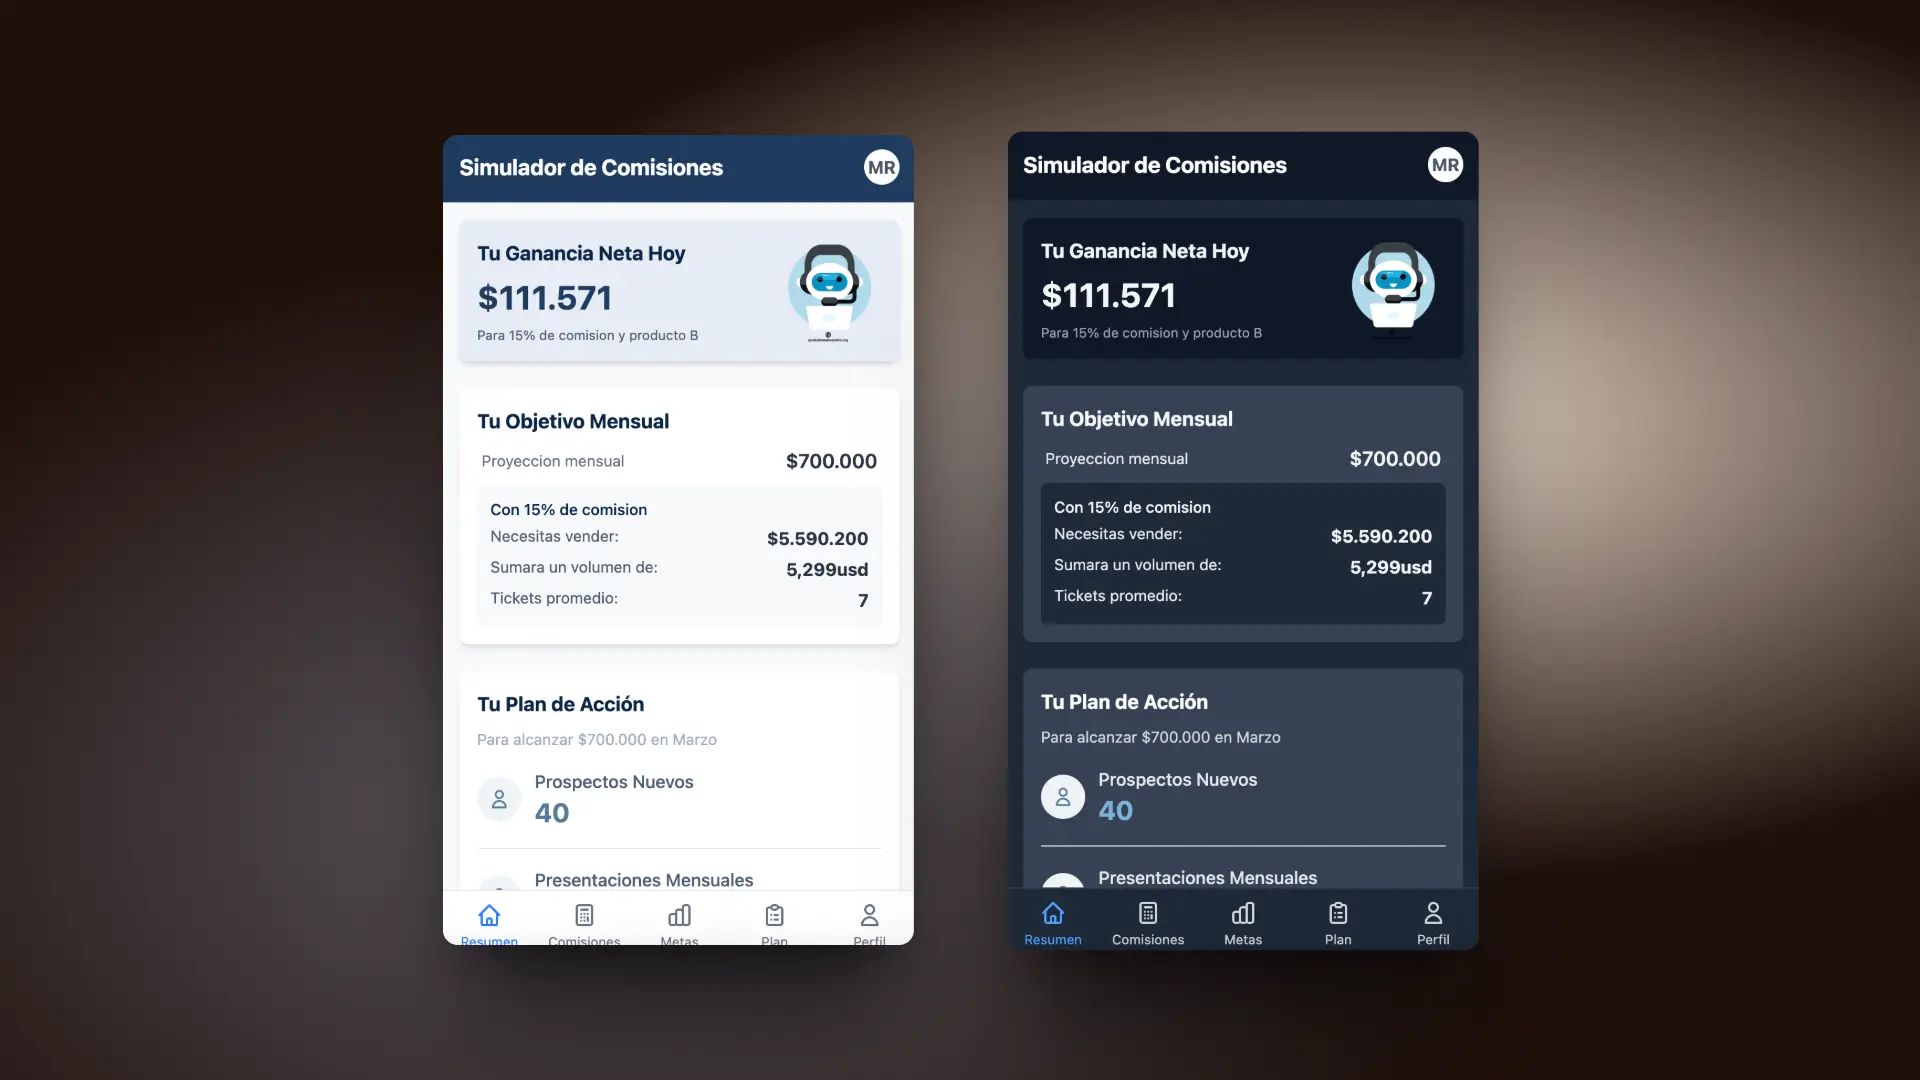 Simulador de Comisiones
MR
Tu Ganancia Neta Hoy
$111.571
Para 15% de comision y producto B
Tu Objetivo Mensual
Proyeccion mensual $700.000
Con 15% de comision
Necesitas vender: $5.590.200
Sumara un volumen de: 5,299usd
Tickets promedio: 7
Tu Plan de Acción
Para alcanzar $700.000 en Marzo
Prospectos Nuevos
40
Presentaciones Mensuales
Resumen Comisiones Metas Plan Perfil
Simulador de Comisiones
MR
Tu Ganancia Neta Hoy
$111.571
Para 15% de comision y producto B
Tu Objetivo Mensual
Proyeccion mensual $700.000
Con 15% de comision
Necesitas vender: $5.590.200
Sumara un volumen de: 5,299usd
Tickets promedio: 7
Tu Plan de Acción
Para alcanzar $700.000 en Marzo
Prospectos Nuevos
40
Presentaciones Mensuales
Resumen Comisiones Metas Plan Perfil